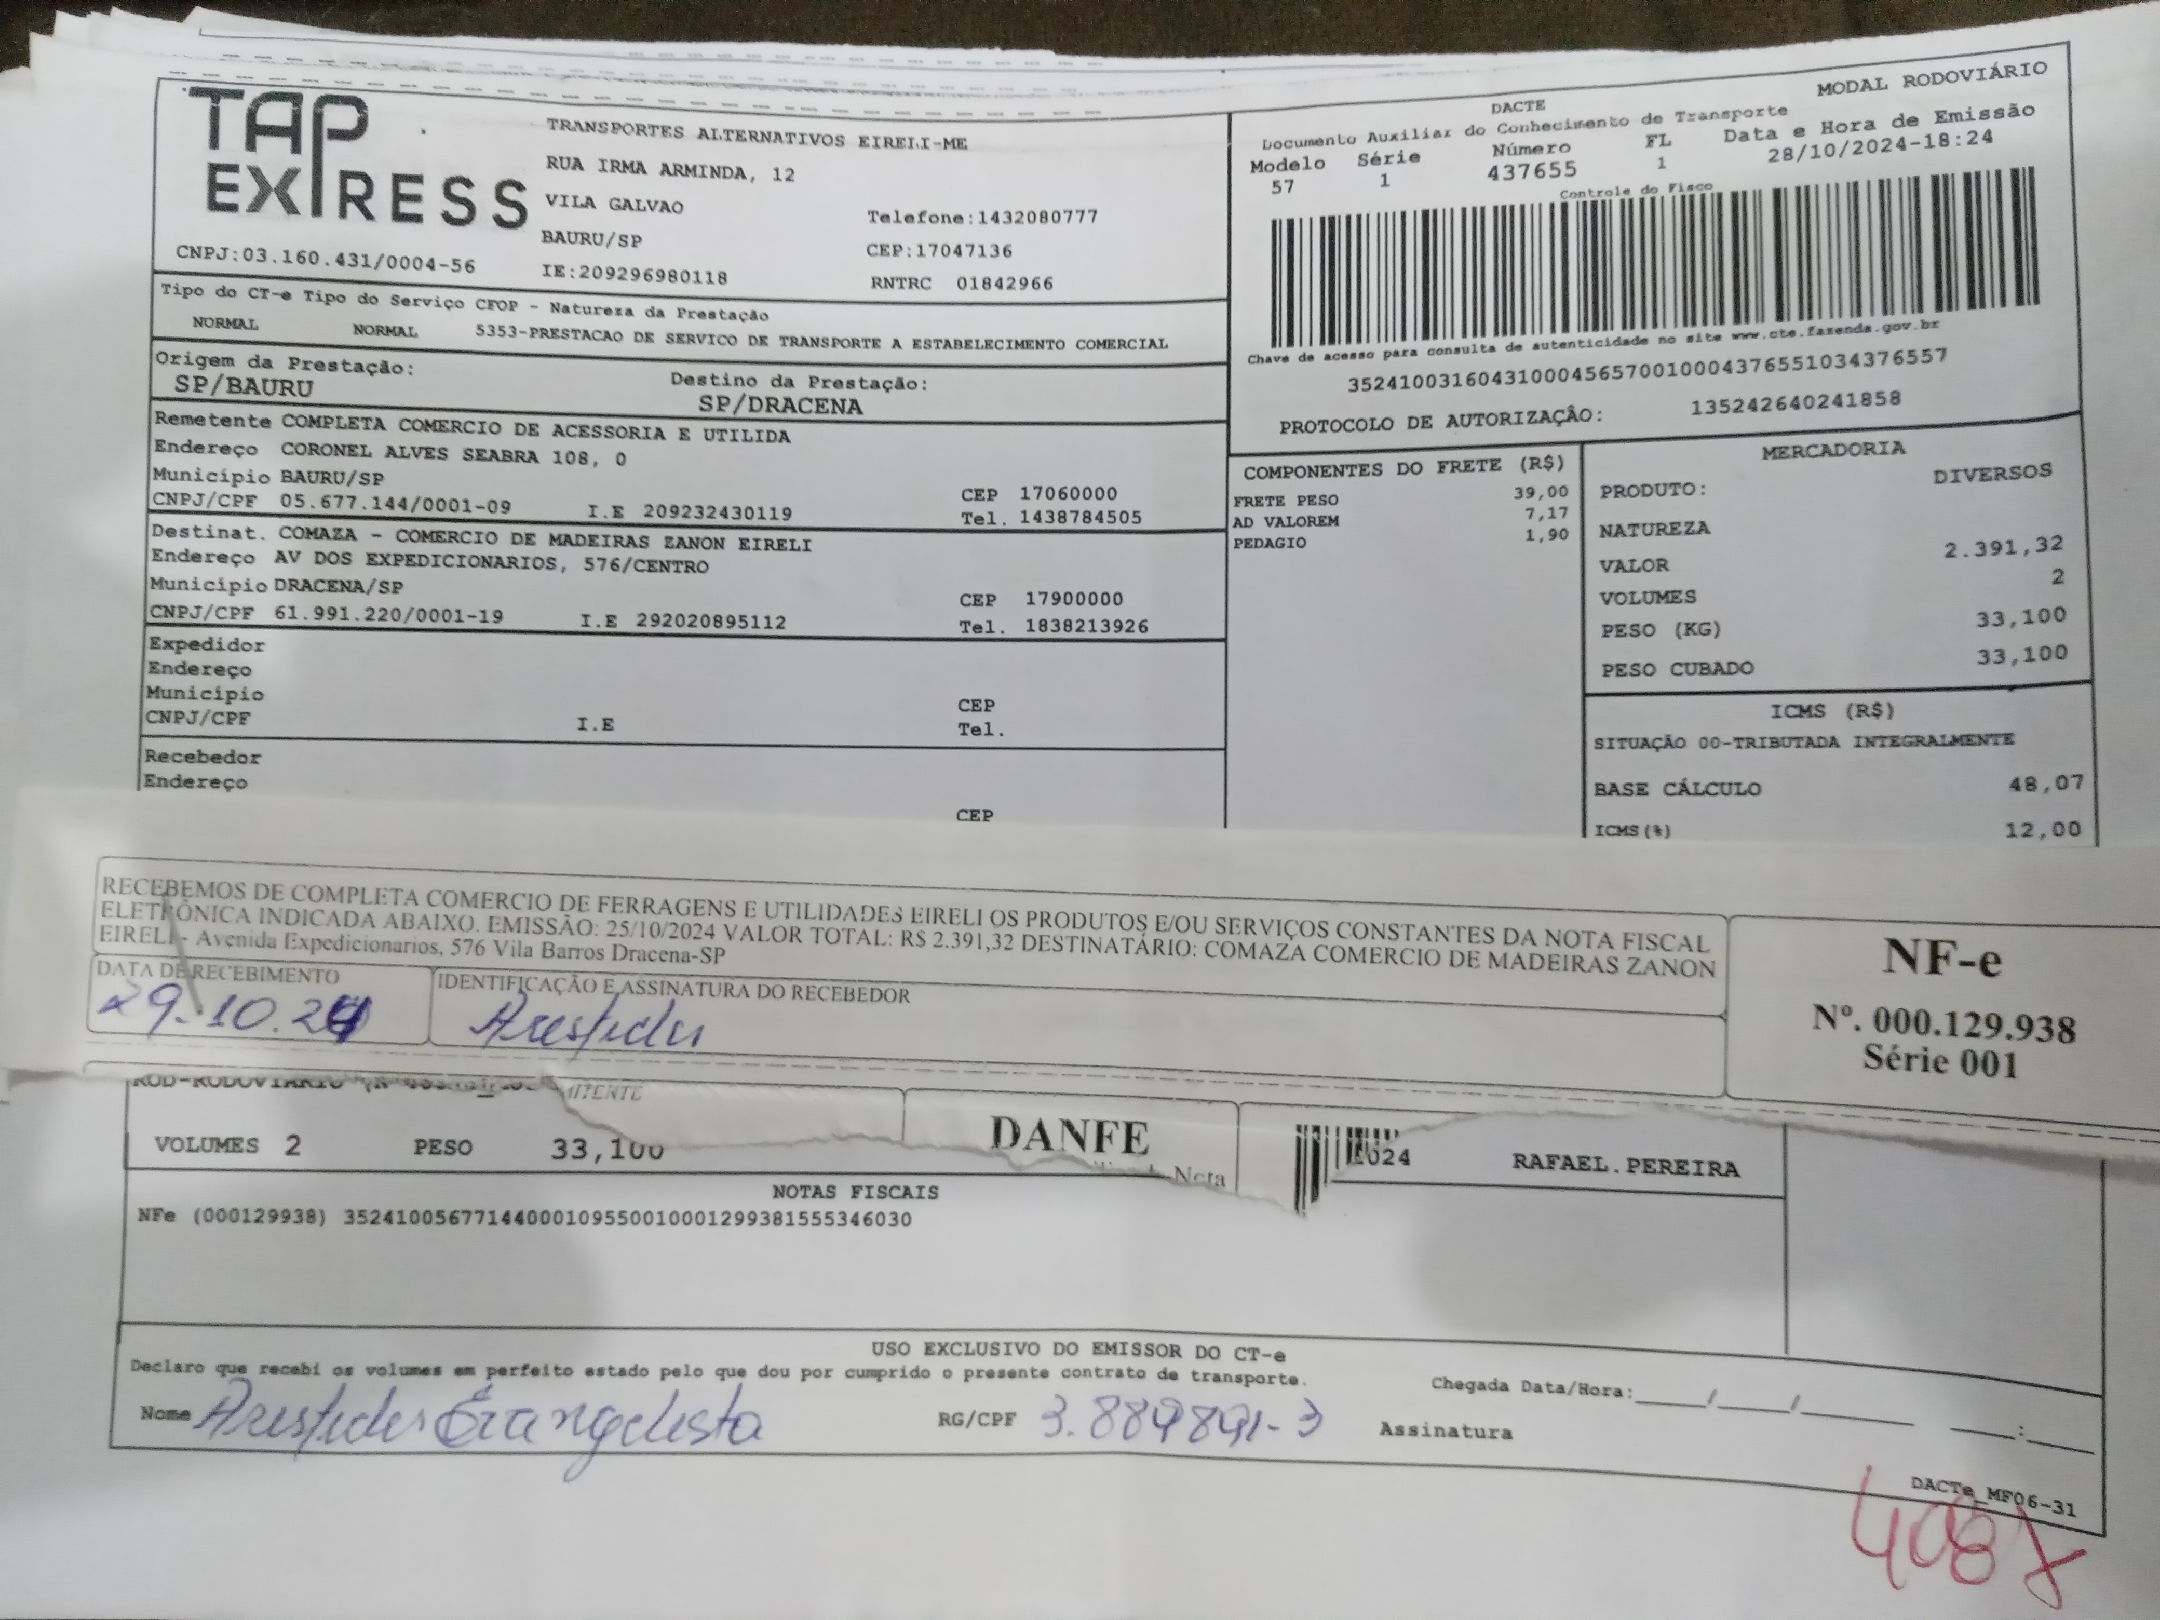 TAP EXPRESS
TRANSPORTES ALTERNATIVOS EIRELI-ME
RUA IRMA ARMINDA, 12
VILA GALVAO
Telefone:1432080777
BAURU/SP
CEP:17047136
CNPJ:03.160.431/0004-56
IE:209296980118
RNTRC 01842966
MODAL RODOVIÁRIO
DACTE
Documento Auxiliar do Conhecimento de Transporte
Modelo Série Número FL Data e Hora de Emissão
57 1 437655 1 28/10/2024-18:24
Controle do Fisco
Chave de acesso para consulta de autenticidade no site www.cte.fazenda.gov.br
35241003160431000456570010004376551034376557
PROTOCOLO DE AUTORIZAÇÃO: 135242640241858
Tipo do CT-e Tipo do Serviço CFOP - Natureza da Prestação
NORMAL NORMAL 5353-PRESTACAO DE SERVICO DE TRANSPORTE A ESTABELECIMENTO COMERCIAL
Origem da Prestação: Destino da Prestação:
SP/BAURU SP/DRACENA
Remetente COMPLETA COMERCIO DE ACESSORIA E UTILIDA
Endereço CORONEL ALVES SEABRA 108, 0
Município BAURU/SP CEP 17060000
CNPJ/CPF 05.677.144/0001-09 I.E 209232430119 Tel. 1438784505
Destinat. COMAZA - COMERCIO DE MADEIRAS ZANON EIRELI
Endereço AV DOS EXPEDICIONARIOS, 576/CENTRO
Município DRACENA/SP CEP 17900000
CNPJ/CPF 61.991.220/0001-19 I.E 292020895112 Tel. 1838213926
Expedidor
Endereço
Município CEP
CNPJ/CPF I.E Tel.
Recebedor
Endereço
CEP
COMPONENTES DO FRETE (R$)
FRETE PESO 39,00
AD VALOREM 7,17
PEDAGIO 1,90
MERCADORIA
PRODUTO: DIVERSOS
NATUREZA
VALOR 2.391,32
VOLUMES 2
PESO (KG) 33,100
PESO CUBADO 33,100
ICMS (R$)
SITUAÇÃO 00-TRIBUTADA INTEGRALMENTE
BASE CÁLCULO 48,07
ICMS(%) 12,00
RECEBEMOS DE COMPLETA COMERCIO DE FERRAGENS E UTILIDADES EIRELI OS PRODUTOS E/OU SERVIÇOS CONSTANTES DA NOTA FISCAL
ELETRÔNICA INDICADA ABAIXO. EMISSÃO: 25/10/2024 VALOR TOTAL: R$ 2.391,32 DESTINATÁRIO: COMAZA COMERCIO DE MADEIRAS ZANON
EIRELI - Avenida Expedicionarios, 576 Vila Barros Dracena-SP
DATA DE RECEBIMENTO IDENTIFICAÇÃO E ASSINATURA DO RECEBEDOR
29.10.24 Aristides
NF-e
Nº. 000.129.938
Série 001
DANFE
Nota
VOLUMES 2 PESO 33,100
RAFAEL.PEREIRA
NOTAS FISCAIS
NFe (000129938) 35241005677144000109550010001299381555346030
USO EXCLUSIVO DO EMISSOR DO CT-e
Declaro que recebi os volumes em perfeito estado pelo que dou por cumprido o presente contrato de transporte.
Chegada Data/Hora:____/____/____ ____:____
Nome Aristides Evangelista RG/CPF 3.889891-3 Assinatura
DACTe_MF06-31